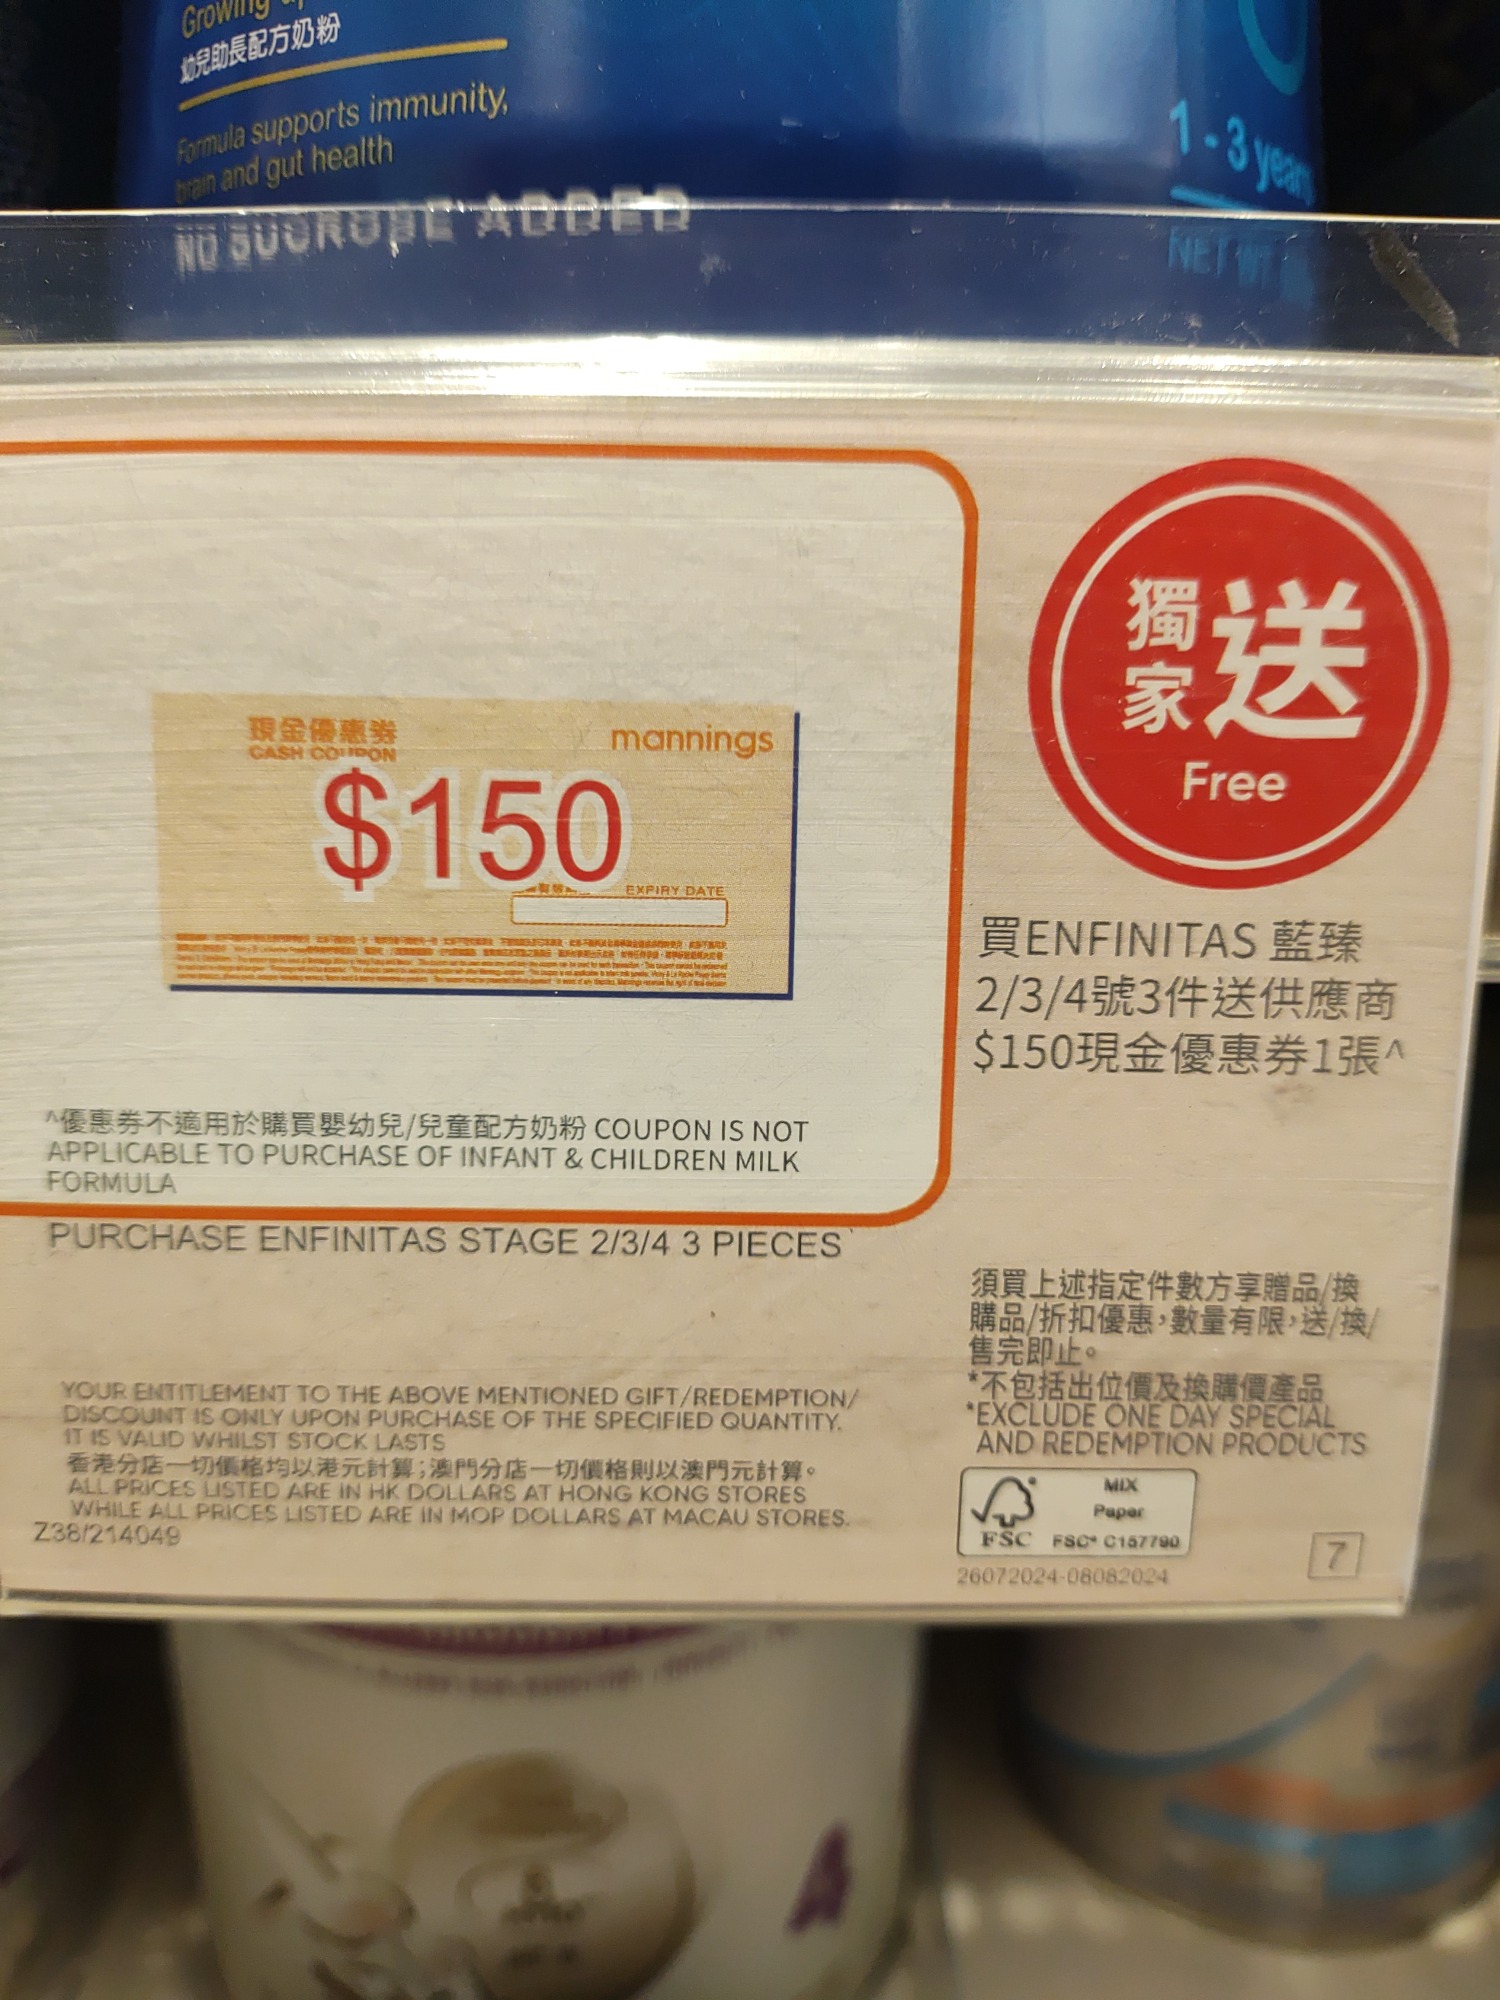 Growing
幼兒助長配方奶粉
Formula supports immunity,
brain and gut health
NO SUCROSE ADDED
1-3 years
NET WT
現金優惠券
CASH COUPON
mannings
$150
EXPIRY DATE
獨家送
Free
買ENFINITAS 藍臻
2/3/4號3件送供應商
$150現金優惠券1張^
^優惠券不適用於購買嬰幼兒/兒童配方奶粉 COUPON IS NOT
APPLICABLE TO PURCHASE OF INFANT & CHILDREN MILK
FORMULA
PURCHASE ENFINITAS STAGE 2/3/4 3 PIECES
須買上述指定件數方享贈品/換
購品/折扣優惠,數量有限,送/換/
售完即止。
*不包括出位價及換購價產品
*EXCLUDE ONE DAY SPECIAL
AND REDEMPTION PRODUCTS
YOUR ENTITLEMENT TO THE ABOVE MENTIONED GIFT/REDEMPTION/
DISCOUNT IS ONLY UPON PURCHASE OF THE SPECIFIED QUANTITY.
IT IS VALID WHILST STOCK LASTS
香港分店一切價格均以港元計算;澳門分店一切價格則以澳門元計算。
ALL PRICES LISTED ARE IN HK DOLLARS AT HONG KONG STORES
WHILE ALL PRICES LISTED ARE IN MOP DOLLARS AT MACAU STORES.
Z38/214049
FSC
MIX
Paper
FSC® C157790
26072024-08082024
7